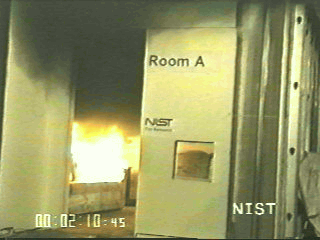 Room A
NIST
Fire Research
NIST
00:02:10:45